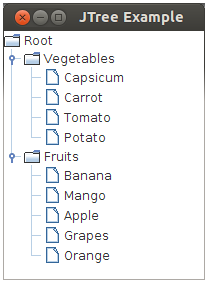 JTree Example
Root
Vegetables
Capsicum
Carrot
Tomato
Potato
Fruits
Banana
Mango
Apple
Grapes
Orange